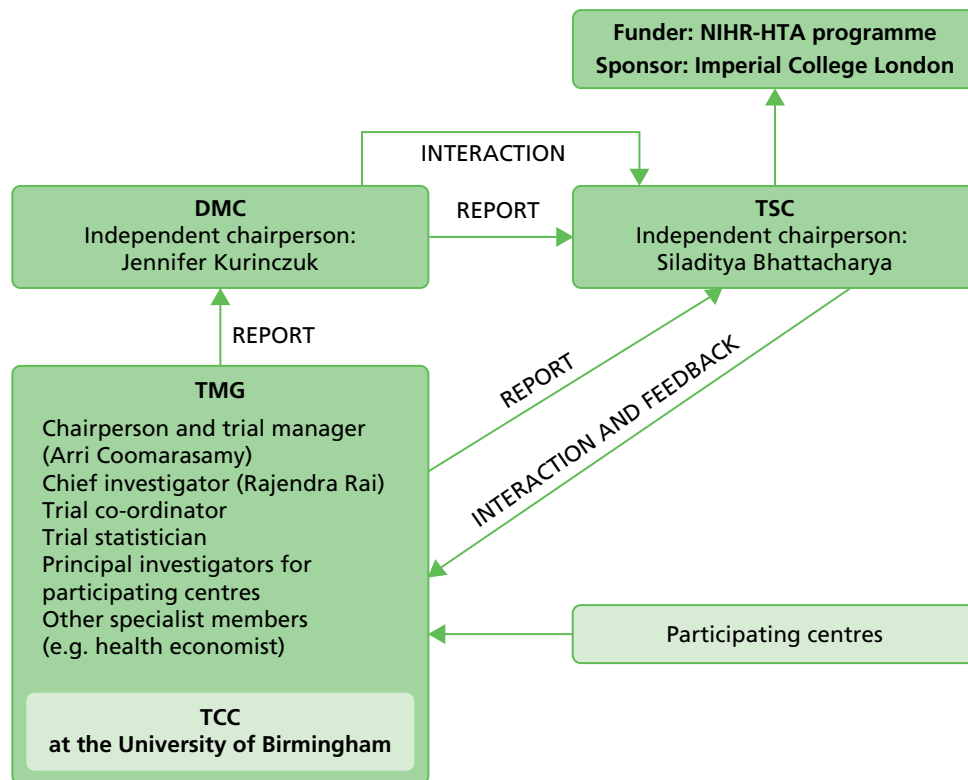 Funder: NIHR-HTA programme
Sponsor: Imperial College London
INTERACTION
DMC
Independent chairperson:
Jennifer Kurinczuk
REPORT
TSC
Independent chairperson:
Siladitya Bhattacharya
REPORT
REPORT
INTERACTION AND FEEDBACK
TMG
Chairperson and trial manager
(Arri Coomarasamy)
Chief investigator (Rajendra Rai)
Trial co-ordinator
Trial statistician
Principal investigators for
participating centres
Other specialist members
(e.g. health economist)
Participating centres
TCC
at the University of Birmingham